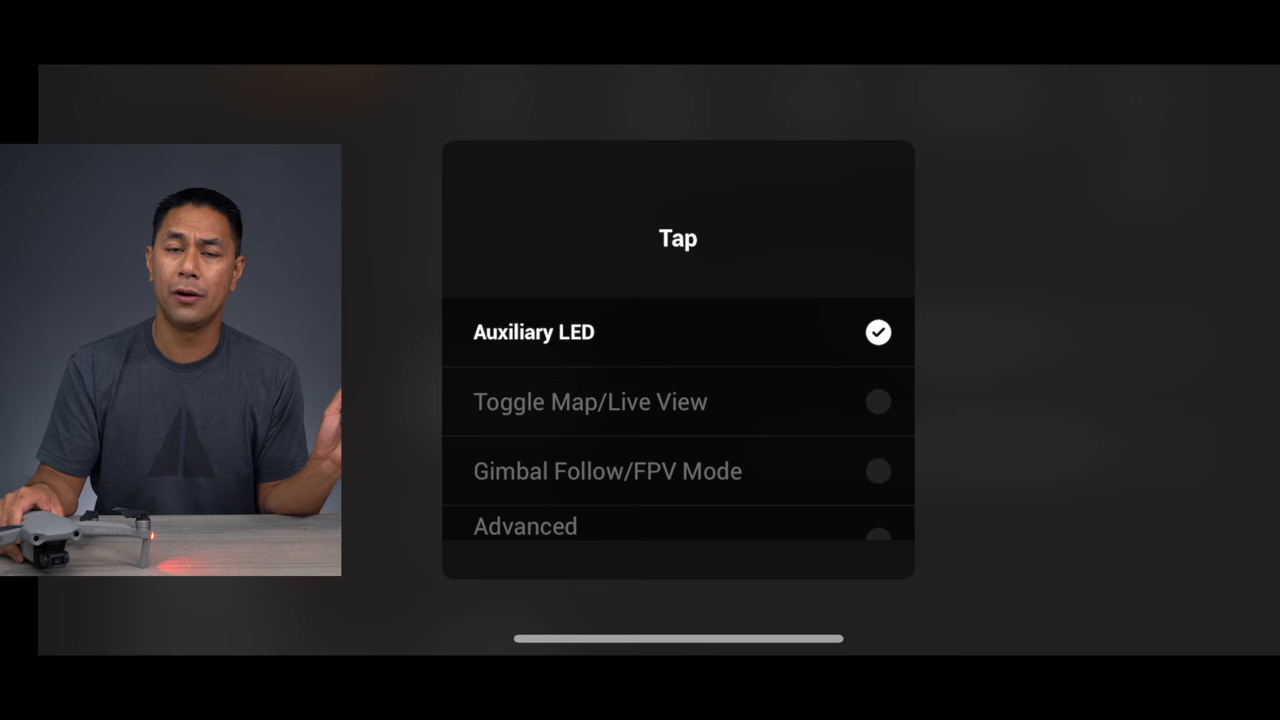 Tap
Auxiliary LED
Toggle Map/Live View
Gimbal Follow/FPV Mode
Advanced